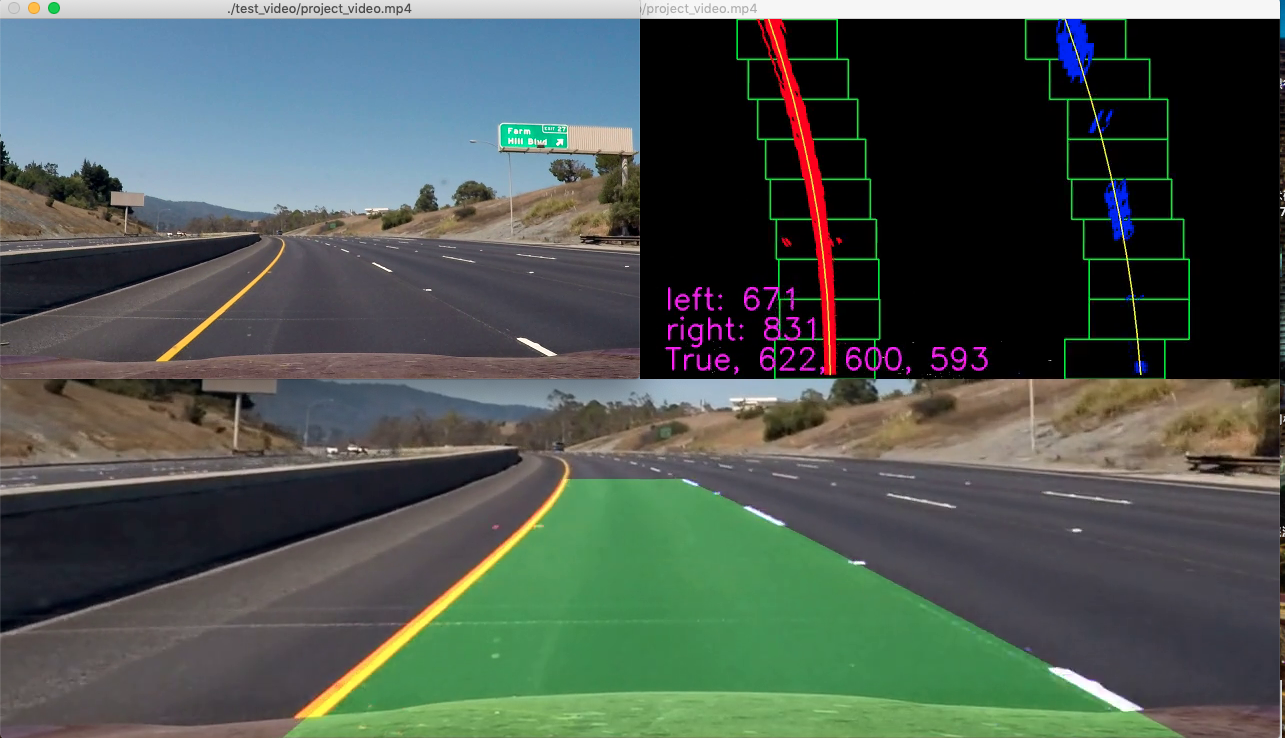 ./test_video/project_video.mp4
/project_video.mp4
Farm EXIT 27
Hill Blvd
left: 671
right: 831
True, 622, 600, 593